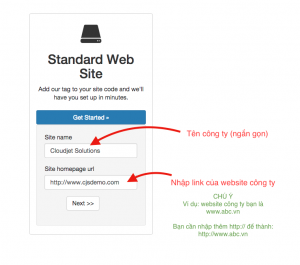 Standard Web
Site
Add our tag to your site code and we'll
have you set up in minutes.
Get Started »
Site name
Cloudjet Solutions
Tên công ty (ngắn gọn)
Site homepage url
http://www.cjsdemo.com
Nhập link của website công ty
Next >>
CHÚ Ý
Ví dụ: website công ty bạn là
www.abc.vn
Bạn cần nhập thêm http:// để thành:
http://www.abc.vn